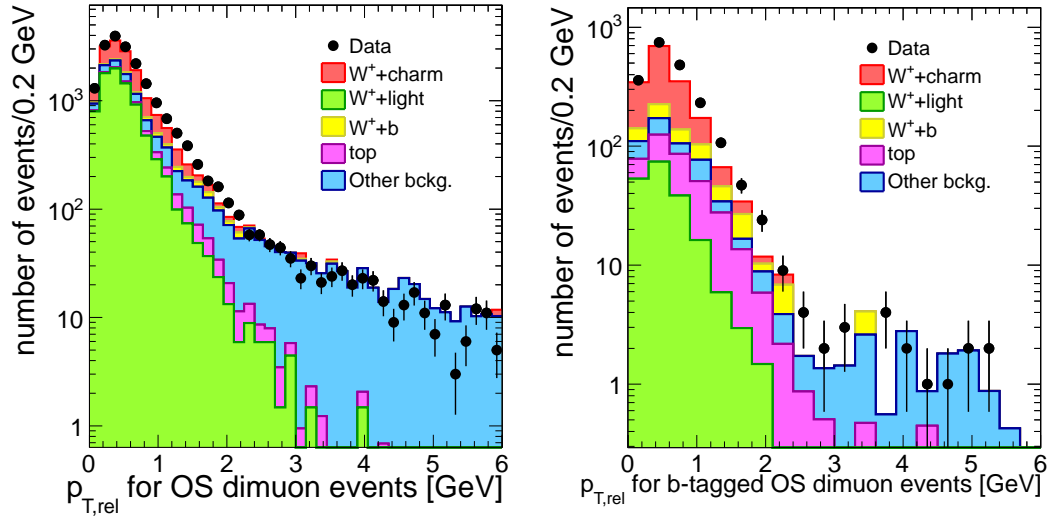 number of events/0.2 GeV
10³
10²
10
1
Data
W⁺+charm
W⁺+light
W⁺+b
top
Other bckg.
0 1 2 3 4 5 6
p_T,rel for OS dimuon events [GeV]
number of events/0.2 GeV
10³
10²
10
1
Data
W⁺+charm
W⁺+light
W⁺+b
top
Other bckg.
0 1 2 3 4 5 6
p_T,rel for b-tagged OS dimuon events [GeV]